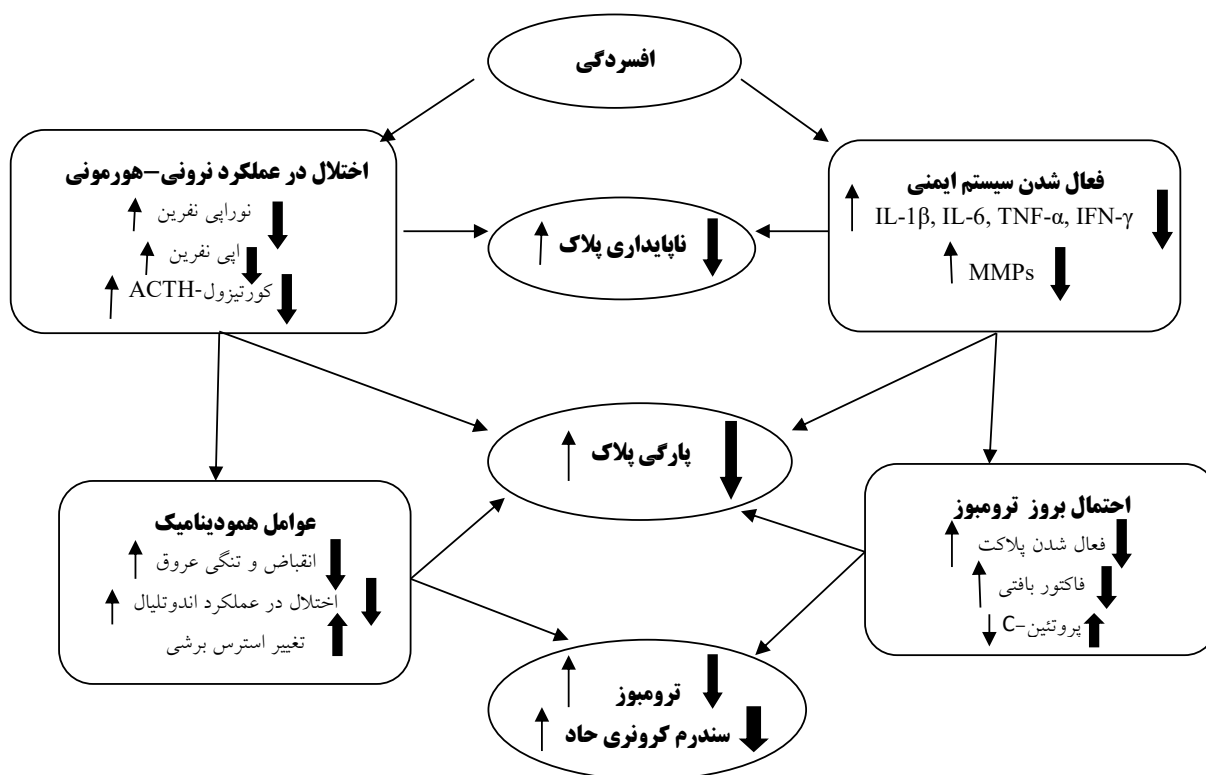 افسردگی
اختلال در عملکرد نرونی–هورمونی
نوراپی نفرین
اپی نفرین
کورتیزول-ACTH
فعال شدن سیستم ایمنی
IL-1β, IL-6, TNF-α, IFN-γ
MMPs
ناپایداری پلاک
پارگی پلاک
عوامل همودینامیک
انقباض و تنگی عروق
اختلال در عملکرد اندوتلیال
تغییر استرس برشی
احتمال بروز ترومبوز
فعال شدن پلاکت
فاکتور بافتی
پروتئین–C
ترومبوز
سندرم کرونری حاد